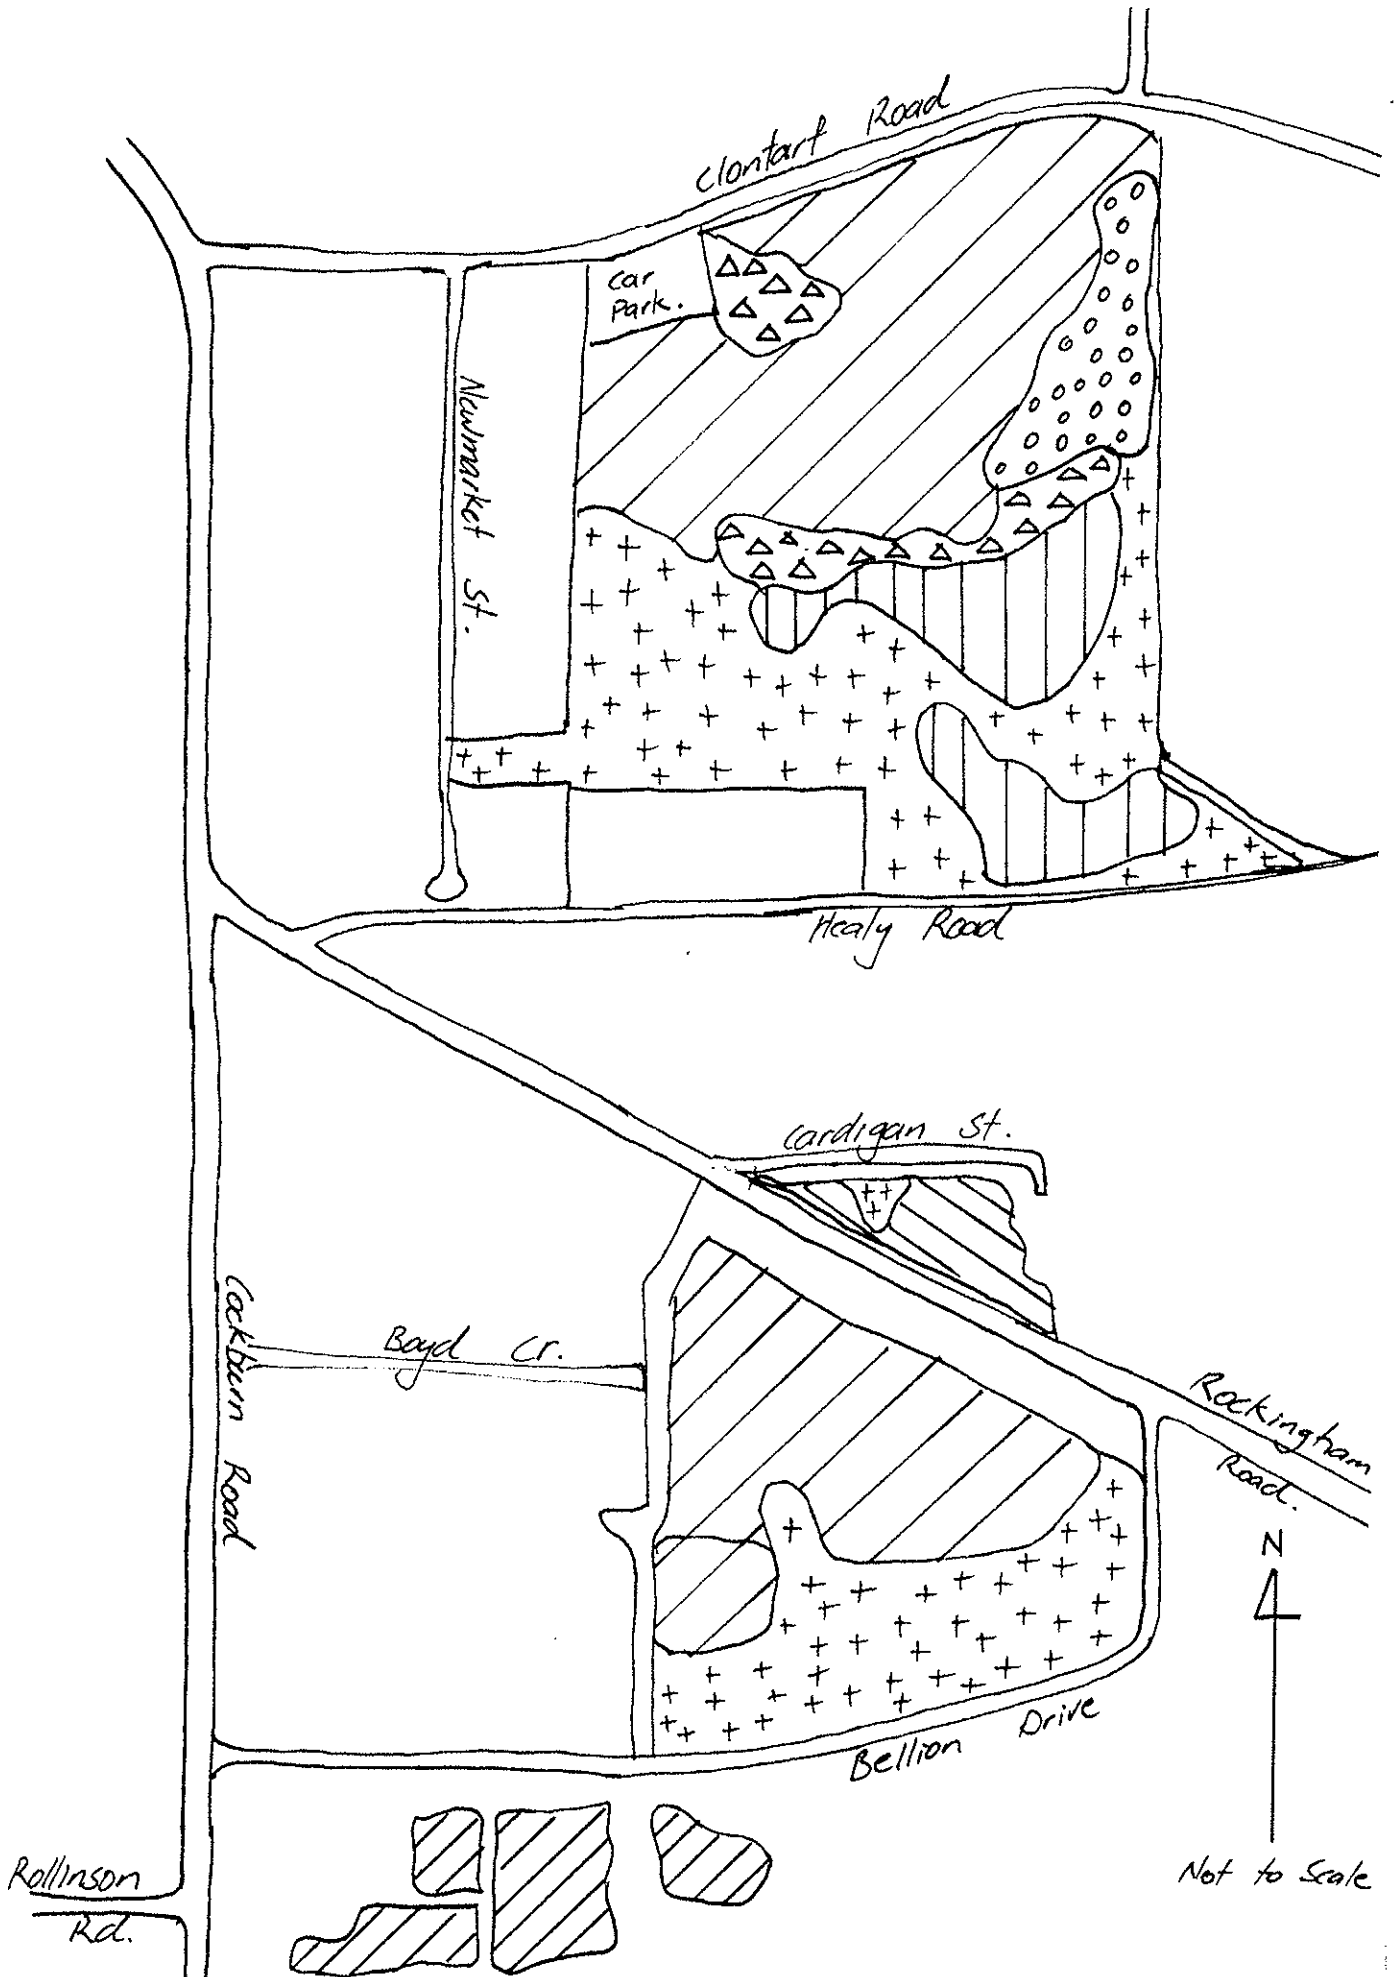 Clontarf Road
Car
Park.
Newmarket St.
Healy Road
Cardigan St.
Boyd Cr.
Cockburn Road
Rockingham
Road.
N
Bellion Drive
Not to Scale
Rollinson
Rd.